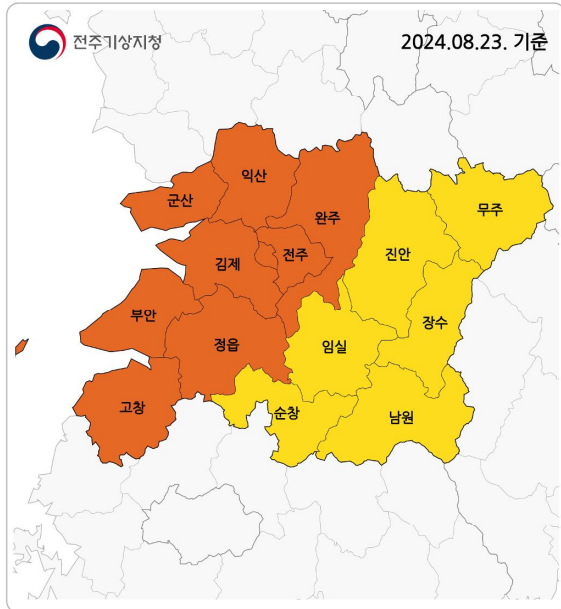 전주기상지청
2024.08.23. 기준
익산
군산
완주
무주
전주
진안
김제
부안
장수
정읍
임실
고창
순창
남원